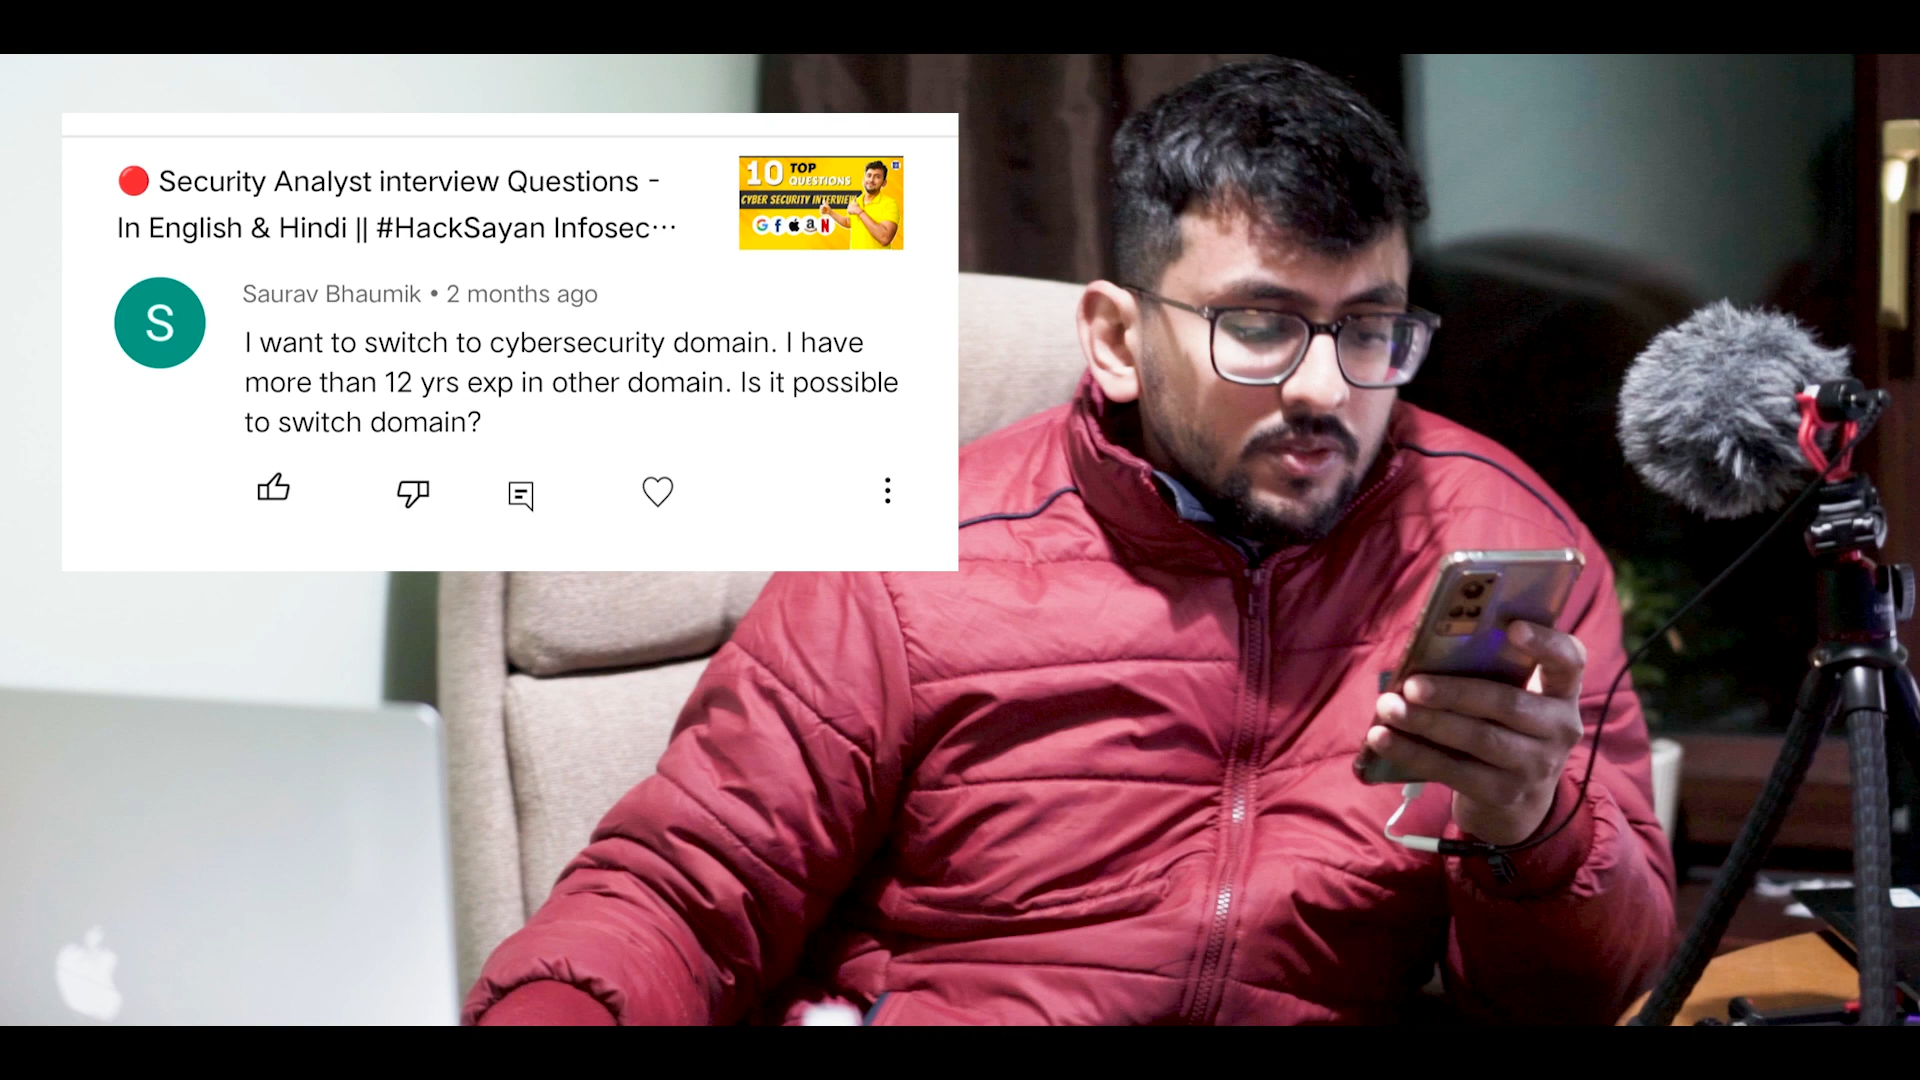 🔴 Security Analyst interview Questions -
In English & Hindi || #HackSayan Infosec...
10 TOP
QUESTIONS
CYBER SECURITY INTERVIEW
G f a N
S
Saurav Bhaumik • 2 months ago
I want to switch to cybersecurity domain. I have
more than 12 yrs exp in other domain. Is it possible
to switch domain?